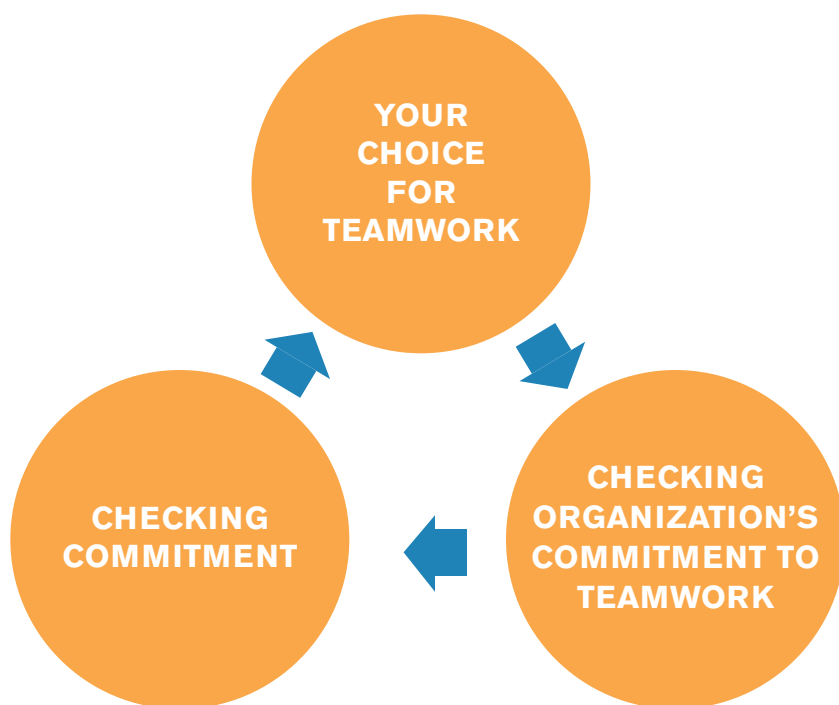 YOUR
CHOICE
FOR
TEAMWORK
CHECKING
ORGANIZATION’S
COMMITMENT TO
TEAMWORK
CHECKING
COMMITMENT